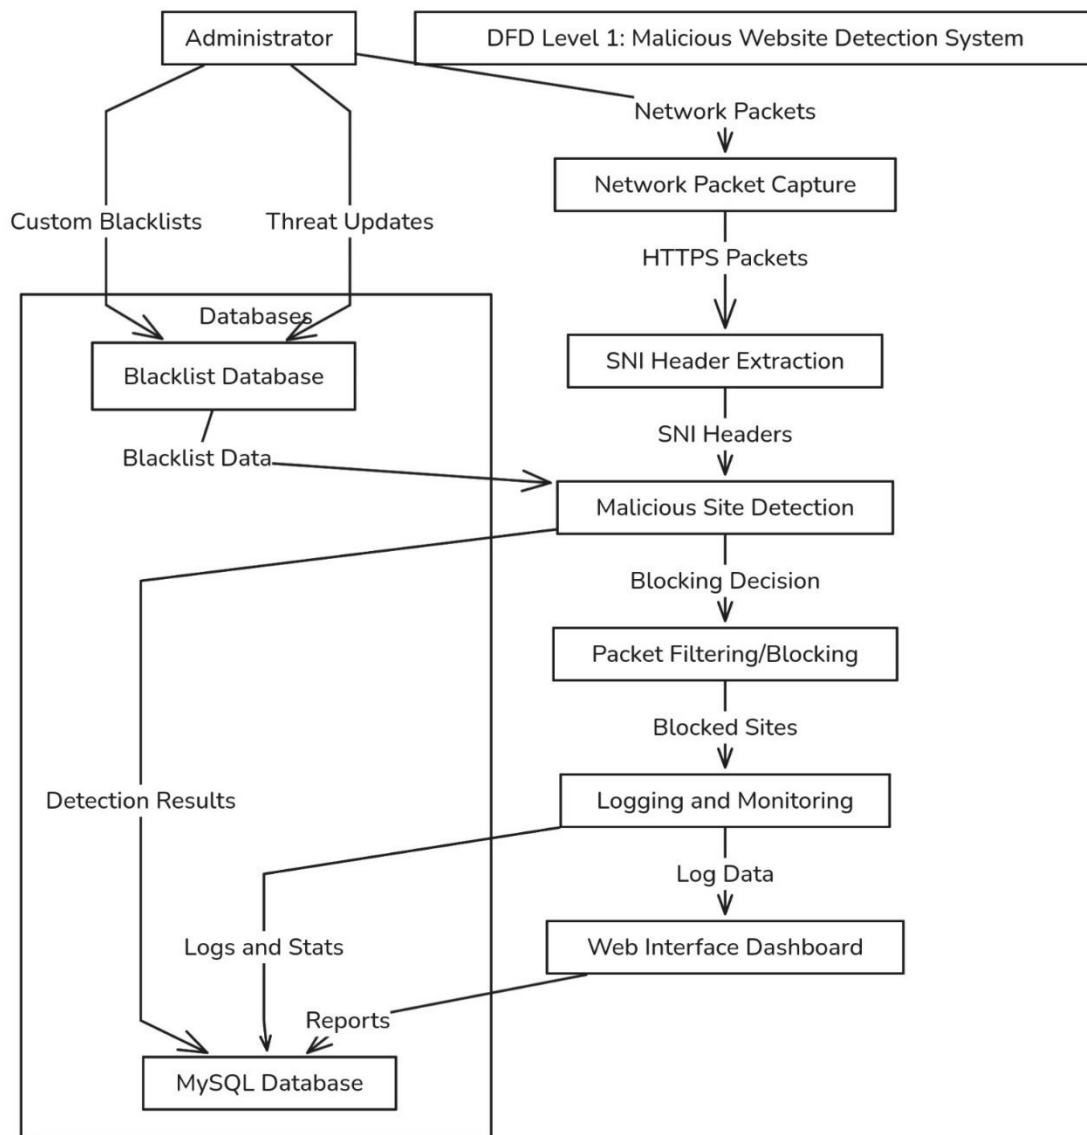 Administrator
DFD Level 1: Malicious Website Detection System
Network Packets
Network Packet Capture
Custom Blacklists
Threat Updates
HTTPS Packets
Databases
Blacklist Database
SNI Header Extraction
SNI Headers
Blacklist Data
Malicious Site Detection
Blocking Decision
Packet Filtering/Blocking
Blocked Sites
Detection Results
Logging and Monitoring
Log Data
Logs and Stats
Web Interface Dashboard
Reports
MySQL Database